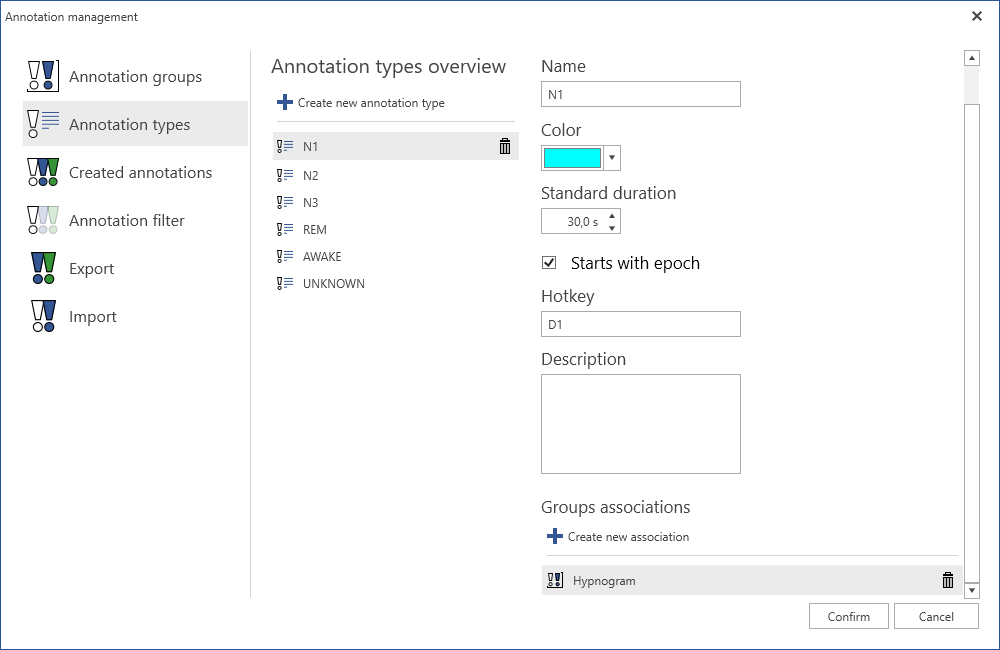 Annotation management
Annotation groups
Annotation types
Created annotations
Annotation filter
Export
Import
Annotation types overview
Create new annotation type
N1
N2
N3
REM
AWAKE
UNKNOWN
Name
N1
Color
Standard duration
30,0 s
Starts with epoch
Hotkey
D1
Description
Groups associations
Create new association
Hypnogram
Confirm
Cancel